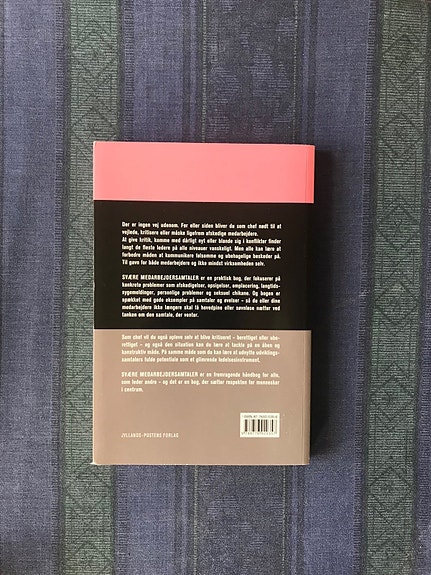 Der er ingen vej udenom. Før eller siden bliver du som chef nødt til at
vejlede, kritisere eller måske ligefrem afskedige medarbejdere.
At give kritik, komme med dårligt nyt eller blande sig i konflikter finder
langt de fleste ledere på alle niveauer vanskeligt. Men alle kan lære at
forbedre måden at kommunikere følsomme og ubehagelige beskeder på.
Til gavn for både medarbejdere og ikke mindst virksomheden selv.
SVÆRE MEDARBEJDERSAMTALER er en praktisk bog, der fokuserer på
konkrete problemer som afskedigelser, opsigelser, omplacering, langtids-
sygemeldinger, personlige problemer og seksuel chikane. Og bogen er
spækket med gode eksempler på samtaler og øvelser – så du eller dine
medarbejdere ikke længere skal få hovedpine eller søvnløse nætter ved
tanken om den samtale, der venter.
Som chef vil du også opleve selv at blive kritiseret – berettiget eller ube-
rettiget – og også den situation kan du lære at tackle på en åben og
konstruktiv måde. På samme måde som du kan lære at udnytte udviklings-
samtalens fulde potentiale som et glimrende ledelsesinstrument.
SVÆRE MEDARBEJDERSAMTALER er en fremragende håndbog for alle,
som leder andre – og det er en bog, der sætter respekten for mennesker
i centrum.
JYLLANDS-POSTENS FORLAG